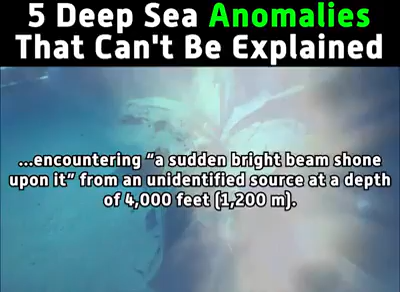 5 Deep Sea Anomalies
That Can't Be Explained
...encountering “a sudden bright beam shone
upon it” from an unidentified source at a depth
of 4,000 feet (1,200 m).